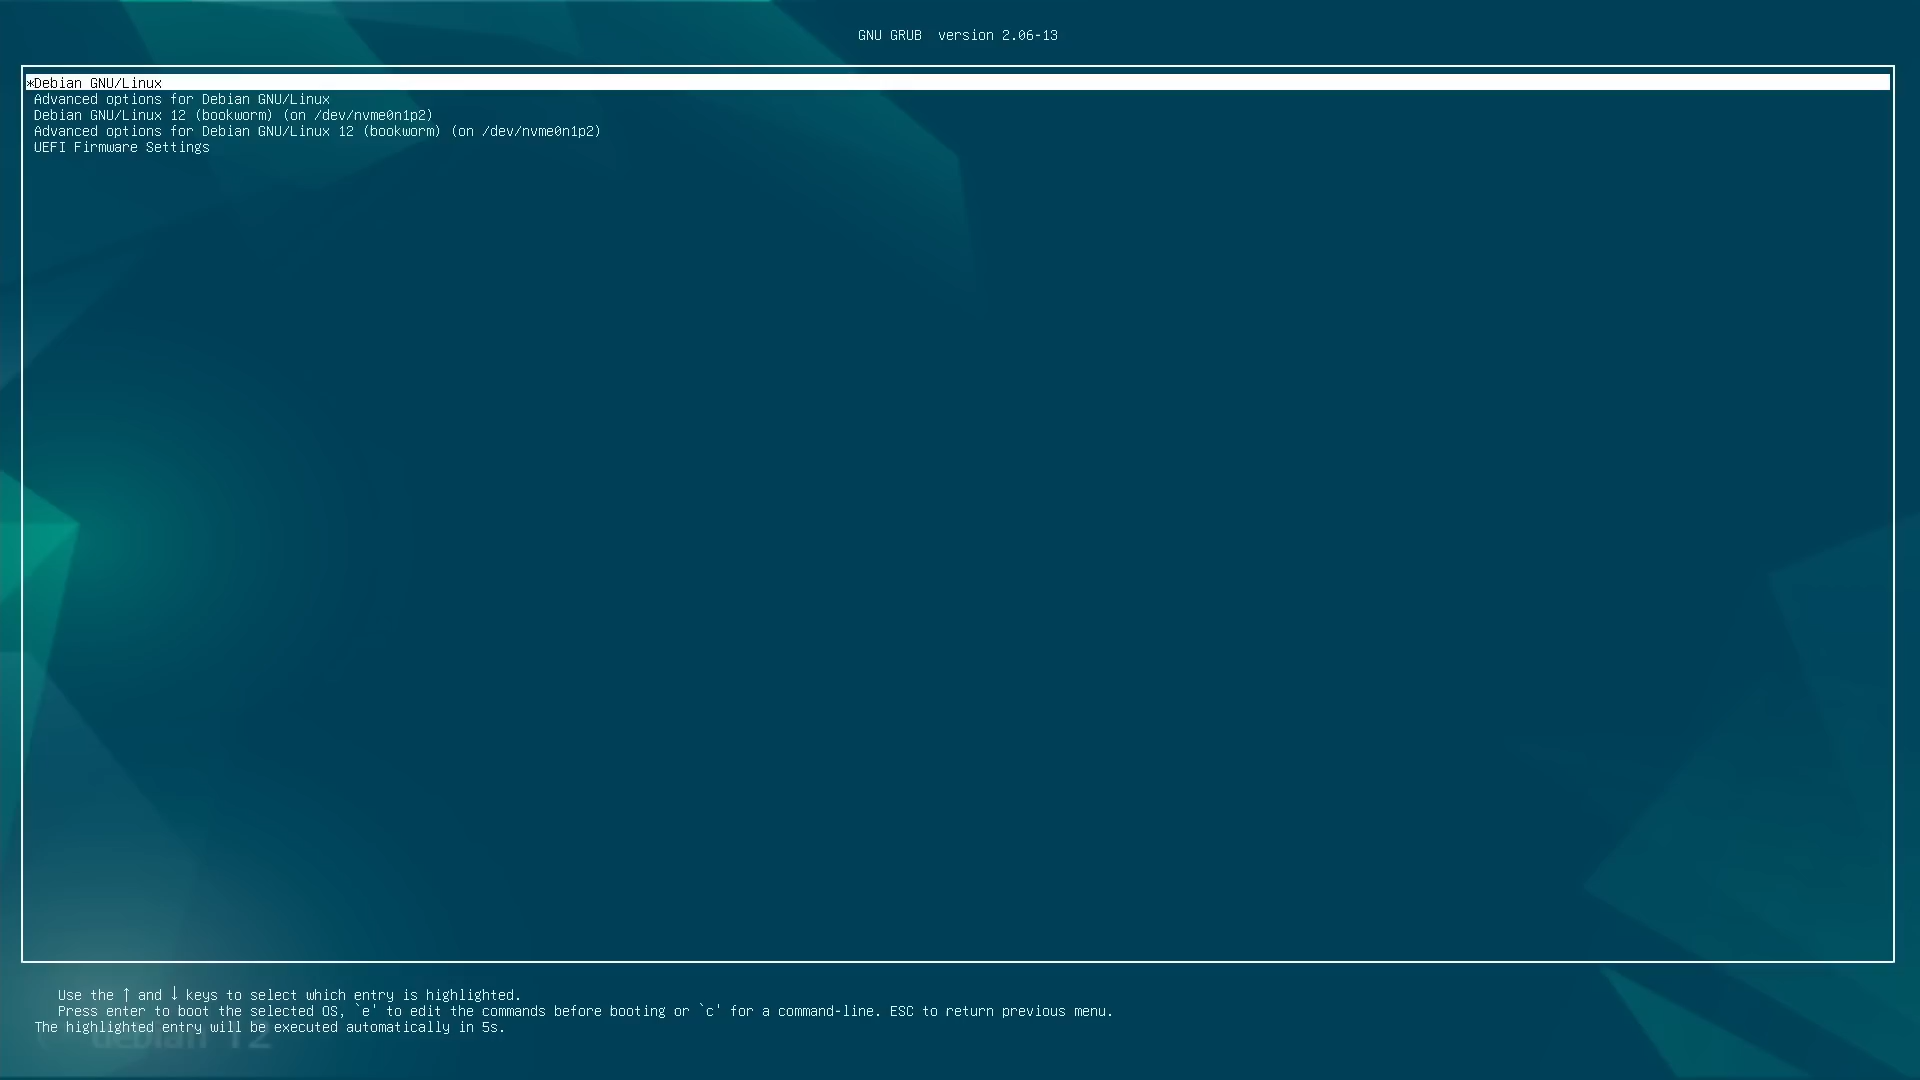 GNU GRUB  version 2.06-13
*Debian GNU/Linux
Advanced options for Debian GNU/Linux
Debian GNU/Linux 12 (bookworm) (on /dev/nvme0n1p2)
Advanced options for Debian GNU/Linux 12 (bookworm) (on /dev/nvme0n1p2)
UEFI Firmware Settings
Use the ↑ and ↓ keys to select which entry is highlighted.
Press enter to boot the selected OS, `e' to edit the commands before booting or `c' for a command-line. ESC to return previous menu.
The highlighted entry will be executed automatically in 5s.
debian 12